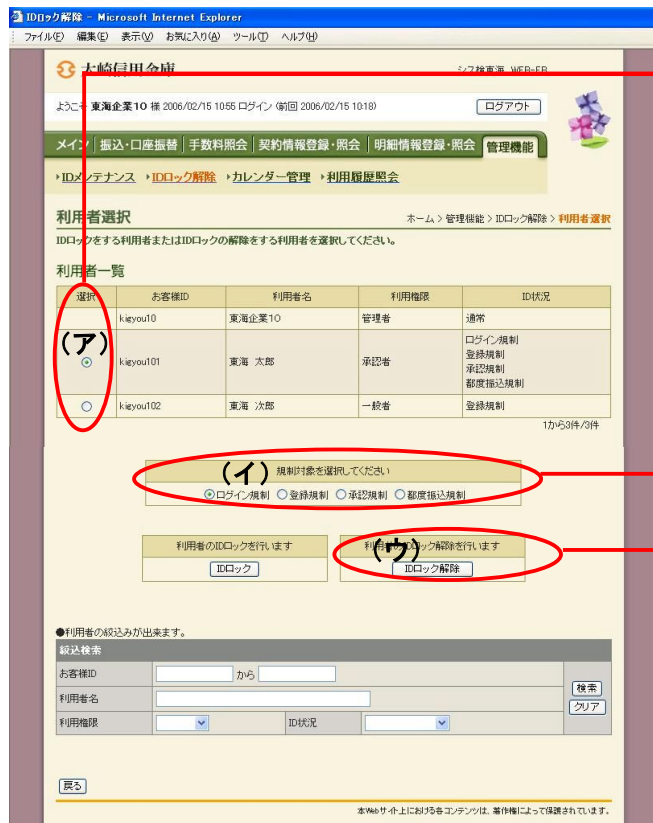 IDロック解除 - Microsoft Internet Explorer
ファイル(F) 編集(E) 表示(V) お気に入り(A) ツール(T) ヘルプ(H)
大崎信用金庫
ようこそ 東海企業10 様 2006/02/15 1055 ログイン (前回 2006/02/15 10:18) ログアウト
メイン 振込・口座振替 手数料照会 契約情報登録・照会 明細情報登録・照会 管理機能
IDメンテナンス IDロック解除 カレンダー管理 利用履歴照会
利用者選択 ホーム > 管理機能 > IDロック解除 > 利用者選択
IDロックをする利用者またはIDロックの解除をする利用者を選択してください。
利用者一覧
選択 お客様ID 利用者名 利用権限 ID状況
kigyou10 東海企業10 管理者 通常
(ア)
kigyou101 東海 太郎 承認者 ログイン規制
登録規制
承認規制
都度振込規制
kigyou102 東海 次郎 一般者 登録規制
1から3件/3件
(イ) 規制対象を選択してください
ログイン規制 登録規制 承認規制 都度振込規制
利用者のIDロックを行います
IDロック
(ウ)
利用者のIDロック解除を行います
IDロック解除
●利用者の絞込みが出来ます。
絞込検索
お客様ID から
利用者名
利用権限 ID状況
検索
クリア
戻る
本Webサイト上における各コンテンツは、著作権によって保護されています。